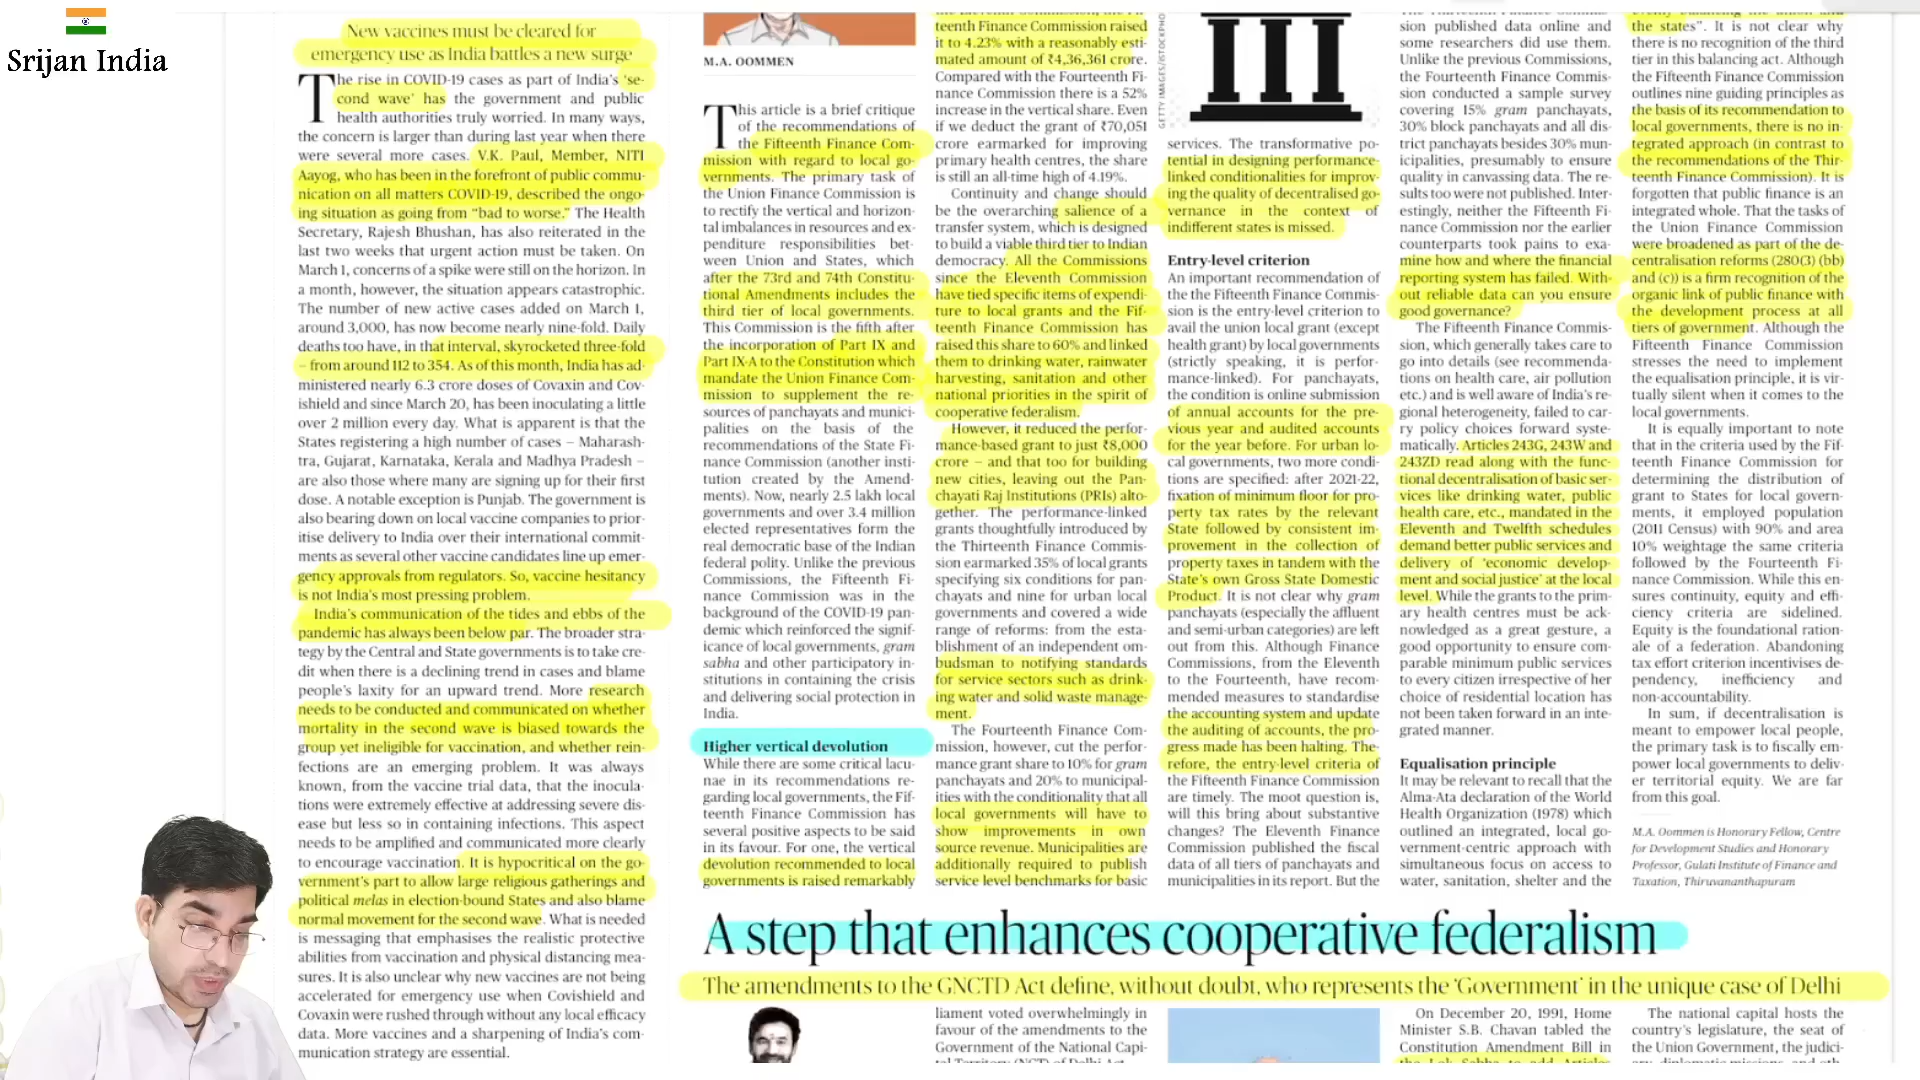 Srijan India
New vaccines must be cleared for
emergency use as India battles a new surge
The rise in COVID-19 cases as part of India's 'se-
cond wave' has the government and public
health authorities truly worried. In many ways,
the concern is larger than during last year when there
were several more cases. V.K. Paul, Member, NITI
Aayog, who has been in the forefront of public commu-
nication on all matters COVID-19, described the ongo-
ing situation as going from “bad to worse.” The Health
Secretary, Rajesh Bhushan, has also reiterated in the
last two weeks that urgent action must be taken. On
March 1, concerns of a spike were still on the horizon. In
a month, however, the situation appears catastrophic.
The number of new active cases added on March 1,
around 3,000, has now become nearly nine-fold. Daily
deaths too have, in that interval, skyrocketed three-fold
– from around 112 to 354. As of this month, India has ad-
ministered nearly 6.3 crore doses of Covaxin and Cov-
ishield and since March 20, has been inoculating a little
over 2 million every day. What is apparent is that the
States registering a high number of cases – Maharash-
tra, Gujarat, Karnataka, Kerala and Madhya Pradesh –
are also those where many are signing up for their first
dose. A notable exception is Punjab. The government is
also bearing down on local vaccine companies to prior-
itise delivery to India over their international commit-
ments as several other vaccine candidates line up emer-
gency approvals from regulators. So, vaccine hesitancy
is not India's most pressing problem.
India's communication of the tides and ebbs of the
pandemic has always been below par. The broader stra-
tegy by the Central and State governments is to take cre-
dit when there is a declining trend in cases and blame
people's laxity for an upward trend. More research
needs to be conducted and communicated on whether
mortality in the second wave is biased towards the
group yet ineligible for vaccination, and whether rein-
fections are an emerging problem. It was always
known, from the vaccine trial data, that the inocula-
tions were extremely effective at addressing severe dis-
ease but less so in containing infections. This aspect
needs to be amplified and communicated more clearly
to encourage vaccination. It is hypocritical on the go-
vernment's part to allow large religious gatherings and
political melas in election-bound States and also blame
normal movement for the second wave. What is needed
is messaging that emphasises the realistic protective
abilities from vaccination and physical distancing mea-
sures. It is also unclear why new vaccines are not being
accelerated for emergency use when Covishield and
Covaxin were rushed through without any local efficacy
data. More vaccines and a sharpening of India's com-
munication strategy are essential.
M.A. OOMMEN
This article is a brief critique
of the recommendations of
the Fifteenth Finance Com-
mission with regard to local go-
vernments. The primary task of
the Union Finance Commission is
to rectify the vertical and horizon-
tal imbalances in resources and ex-
penditure responsibilities bet-
ween Union and States, which
after the 73rd and 74th Constitu-
tional Amendments includes the
third tier of local governments.
This Commission is the fifth after
the incorporation of Part IX and
Part IX-A to the Constitution which
mandate the Union Finance Com-
mission to supplement the re-
sources of panchayats and munici-
palities on the basis of the
recommendations of the State Fi-
nance Commission (another insti-
tution created by the Amend-
ments). Now, nearly 2.5 lakh local
governments and over 3.4 million
elected representatives form the
real democratic base of the Indian
federal polity. Unlike the previous
Commissions, the Fifteenth Fi-
nance Commission was in the
background of the COVID-19 pan-
demic which reinforced the signif-
icance of local governments, gram
sabha and other participatory in-
stitutions in containing the crisis
and delivering social protection in
India.
Higher vertical devolution
While there are some critical lacu-
nae in its recommendations re-
garding local governments, the Fif-
teenth Finance Commission has
several positive aspects to be said
in its favour. For one, the vertical
devolution recommended to local
governments is raised remarkably
teenth Finance Commission raised
it to 4.23% with a reasonably esti-
mated amount of ₹4,36,361 crore.
Compared with the Fourteenth Fi-
nance Commission there is a 52%
increase in the vertical share. Even
if we deduct the grant of ₹70,051
crore earmarked for improving
primary health centres, the share
is still an all-time high of 4.19%.
Continuity and change should
be the overarching salience of a
transfer system, which is designed
to build a viable third tier to Indian
democracy. All the Commissions
since the Eleventh Commission
have tied specific items of expendi-
ture to local grants and the Fif-
teenth Finance Commission has
raised this share to 60% and linked
them to drinking water, rainwater
harvesting, sanitation and other
national priorities in the spirit of
cooperative federalism.
However, it reduced the perfor-
mance-based grant to just ₹8,000
crore – and that too for building
new cities, leaving out the Pan-
chayati Raj Institutions (PRIs) alto-
gether. The performance-linked
grants thoughtfully introduced by
the Thirteenth Finance Commis-
sion earmarked 35% of local grants
specifying six conditions for pan-
chayats and nine for urban local
governments and covered a wide
range of reforms: from the esta-
blishment of an independent om-
budsman to notifying standards
for service sectors such as drink-
ing water and solid waste manage-
ment.
The Fourteenth Finance Com-
mission, however, cut the perfor-
mance grant share to 10% for gram
panchayats and 20% to municipal-
ities with the conditionality that all
local governments will have to
show improvements in own
source revenue. Municipalities are
additionally required to publish
service level benchmarks for basic
GETTY IMAGES/ISTOCKPHO
services. The transformative po-
tential in designing performance-
linked conditionalities for improv-
ing the quality of decentralised go-
vernance in the context of
indifferent states is missed.
Entry-level criterion
An important recommendation of
the the Fifteenth Finance Commis-
sion is the entry-level criterion to
avail the union local grant (except
health grant) by local governments
(strictly speaking, it is perfor-
mance-linked). For panchayats,
the condition is online submission
of annual accounts for the pre-
vious year and audited accounts
for the year before. For urban lo-
cal governments, two more condi-
tions are specified: after 2021-22,
fixation of minimum floor for pro-
perty tax rates by the relevant
State followed by consistent im-
provement in the collection of
property taxes in tandem with the
State's own Gross State Domestic
Product. It is not clear why gram
panchayats (especially the affluent
and semi-urban categories) are left
out from this. Although Finance
Commissions, from the Eleventh
to the Fourteenth, have recom-
mended measures to standardise
the accounting system and update
the auditing of accounts, the pro-
gress made has been halting. The-
refore, the entry-level criteria of
the Fifteenth Finance Commission
are timely. The moot question is,
will this bring about substantive
changes? The Eleventh Finance
Commission published the fiscal
data of all tiers of panchayats and
municipalities in its report. But the
sion published data online and
some researchers did use them.
Unlike the previous Commissions,
the Fourteenth Finance Commis-
sion conducted a sample survey
covering 15% gram panchayats,
30% block panchayats and all dis-
trict panchayats besides 30% mun-
icipalities, presumably to ensure
quality in canvassing data. The re-
sults too were not published. Inter-
estingly, neither the Fifteenth Fi-
nance Commission nor the earlier
counterparts took pains to exa-
mine how and where the financial
reporting system has failed. With-
out reliable data can you ensure
good governance?
The Fifteenth Finance Commis-
sion, which generally takes care to
go into details (see recommenda-
tions on health care, air pollution
etc.) and is well aware of India's re-
gional heterogeneity, failed to car-
ry policy choices forward syste-
matically. Articles 243G, 243W and
243ZD read along with the func-
tional decentralisation of basic ser-
vices like drinking water, public
health care, etc., mandated in the
Eleventh and Twelfth schedules
demand better public services and
delivery of ‘economic develop-
ment and social justice’ at the local
level. While the grants to the prim-
ary health centres must be ack-
nowledged as a great gesture, a
good opportunity to ensure com-
parable minimum public services
to every citizen irrespective of her
choice of residential location has
not been taken forward in an inte-
grated manner.
Equalisation principle
It may be relevant to recall that the
Alma-Ata declaration of the World
Health Organization (1978) which
outlined an integrated, local go-
vernment-centric approach with
simultaneous focus on access to
water, sanitation, shelter and the
the states”. It is not clear why
there is no recognition of the third
tier in this balancing act. Although
the Fifteenth Finance Commission
outlines nine guiding principles as
the basis of its recommendation to
local governments, there is no in-
tegrated approach (in contrast to
the recommendations of the Thir-
teenth Finance Commission). It is
forgotten that public finance is an
integrated whole. That the tasks of
the Union Finance Commission
were broadened as part of the de-
centralisation reforms (280(3) (bb)
and (c)) is a firm recognition of the
organic link of public finance with
the development process at all
tiers of government. Although the
Fifteenth Finance Commission
stresses the need to implement
the equalisation principle, it is vir-
tually silent when it comes to the
local governments.
It is equally important to note
that in the criteria used by the Fif-
teenth Finance Commission for
determining the distribution of
grant to States for local govern-
ments, it employed population
(2011 Census) with 90% and area
10% weightage the same criteria
followed by the Fourteenth Fi-
nance Commission. While this en-
sures continuity, equity and effi-
ciency criteria are sidelined.
Equity is the foundational ration-
ale of a federation. Abandoning
tax effort criterion incentivises de-
pendency, inefficiency and
non-accountability.
In sum, if decentralisation is
meant to empower local people,
the primary task is to fiscally em-
power local governments to deliv-
er territorial equity. We are far
from this goal.
M.A. Oommen is Honorary Fellow, Centre
for Development Studies and Honorary
Professor, Gulati Institute of Finance and
Taxation, Thiruvananthapuram
A step that enhances cooperative federalism
The amendments to the GNCTD Act define, without doubt, who represents the ‘Government’ in the unique case of Delhi
liament voted overwhelmingly in
favour of the amendments to the
Government of the National Capi-
On December 20, 1991, Home
Minister S.B. Chavan tabled the
Constitution Amendment Bill in
The national capital hosts the
country's legislature, the seat of
the Union Government, the judici-